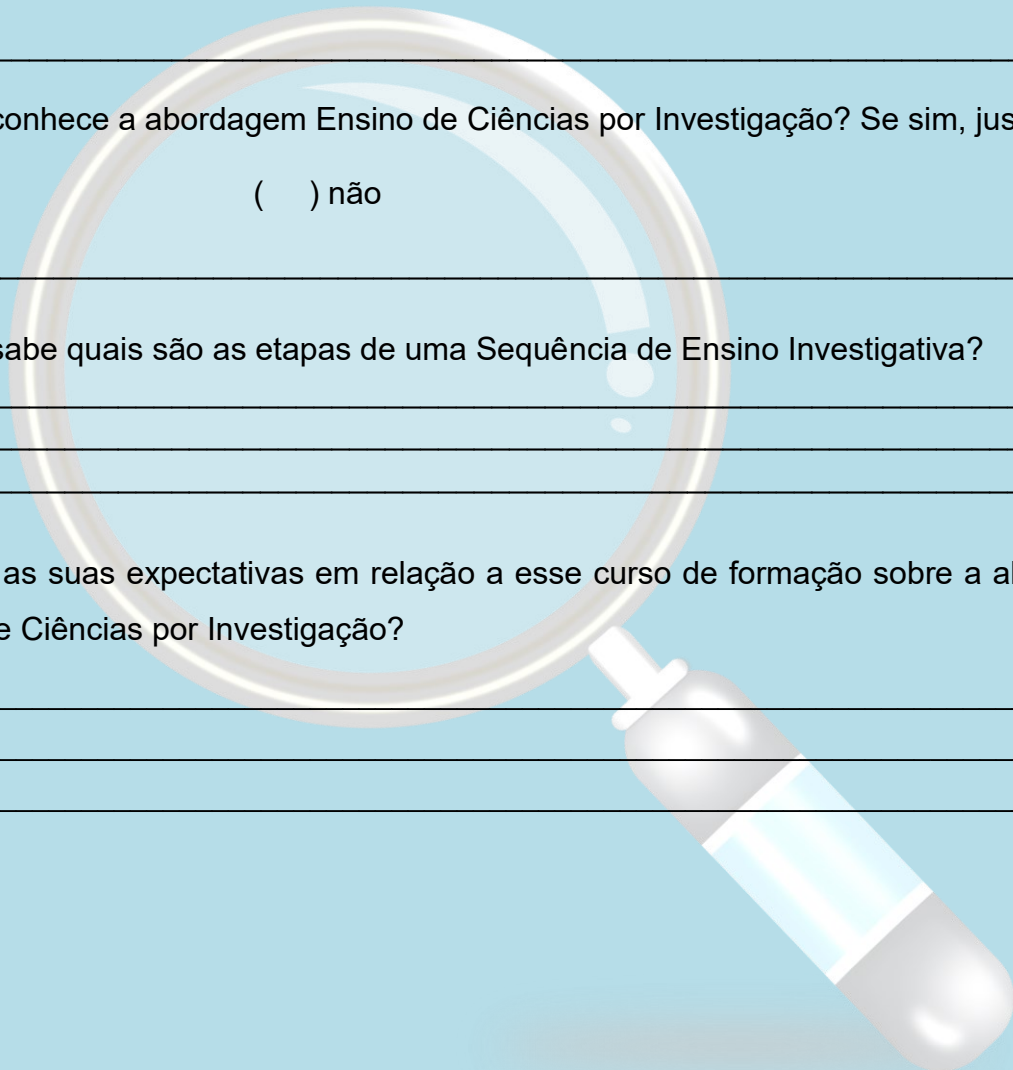 conhece a abordagem Ensino de Ciências por Investigação? Se sim, jus
(    ) não
sabe quais são as etapas de uma Sequência de Ensino Investigativa?
as suas expectativas em relação a esse curso de formação sobre a a
e Ciências por Investigação?